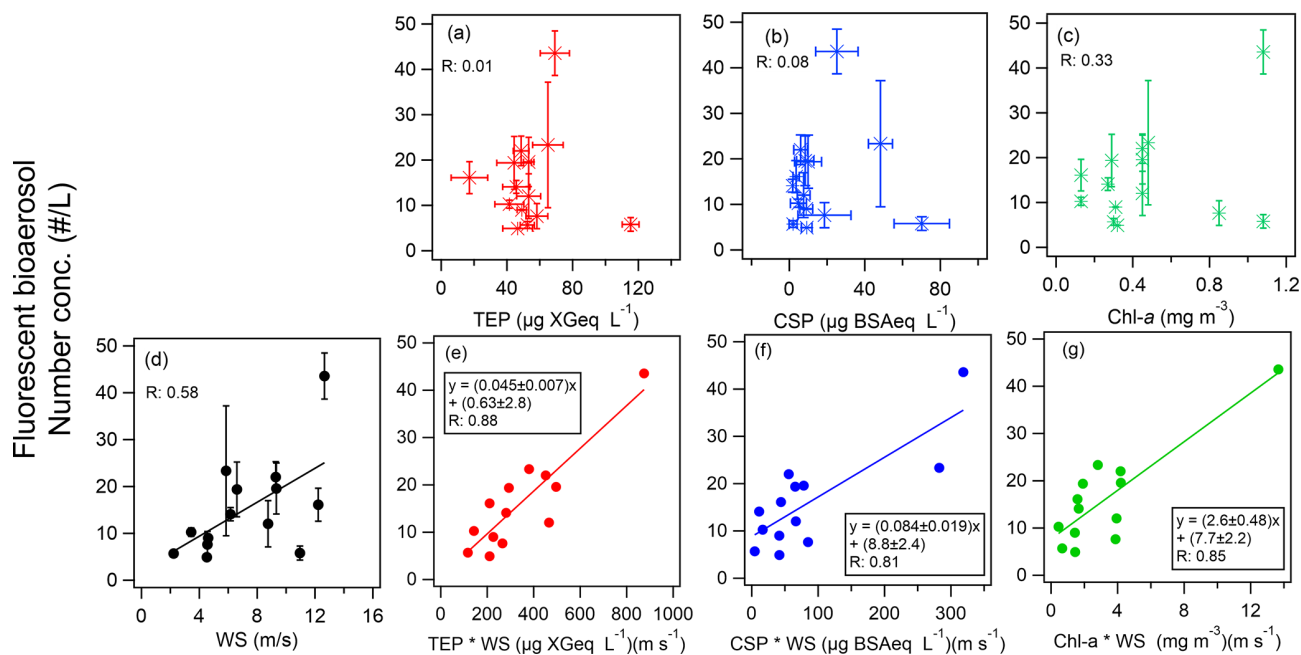 Fluorescent bioaerosol
Number conc. (#/L)
(a)
R: 0.01
50
40
30
20
10
0
0
40
80
120
TEP (µg XGeq L⁻¹)
(b)
R: 0.08
50
40
30
20
10
0
0
40
80
CSP (µg BSAeq L⁻¹)
(c)
R: 0.33
50
40
30
20
10
0
0.0
0.4
0.8
1.2
Chl-a (mg m⁻³)
(d)
R: 0.58
50
40
30
20
10
0
0
4
8
12
16
WS (m/s)
(e)
y = (0.045±0.007)x
+ (0.63±2.8)
R: 0.88
50
40
30
20
10
0
0
200
400
600
800
1000
TEP * WS (µg XGeq L⁻¹)(m s⁻¹)
(f)
y = (0.084±0.019)x
+ (8.8±2.4)
R: 0.81
50
40
30
20
10
0
0
100
200
300
CSP * WS (µg BSAeq L⁻¹)(m s⁻¹)
(g)
y = (2.6±0.48)x
+ (7.7±2.2)
R: 0.85
50
40
30
20
10
0
0
4
8
12
Chl-a * WS (mg m⁻³)(m s⁻¹)